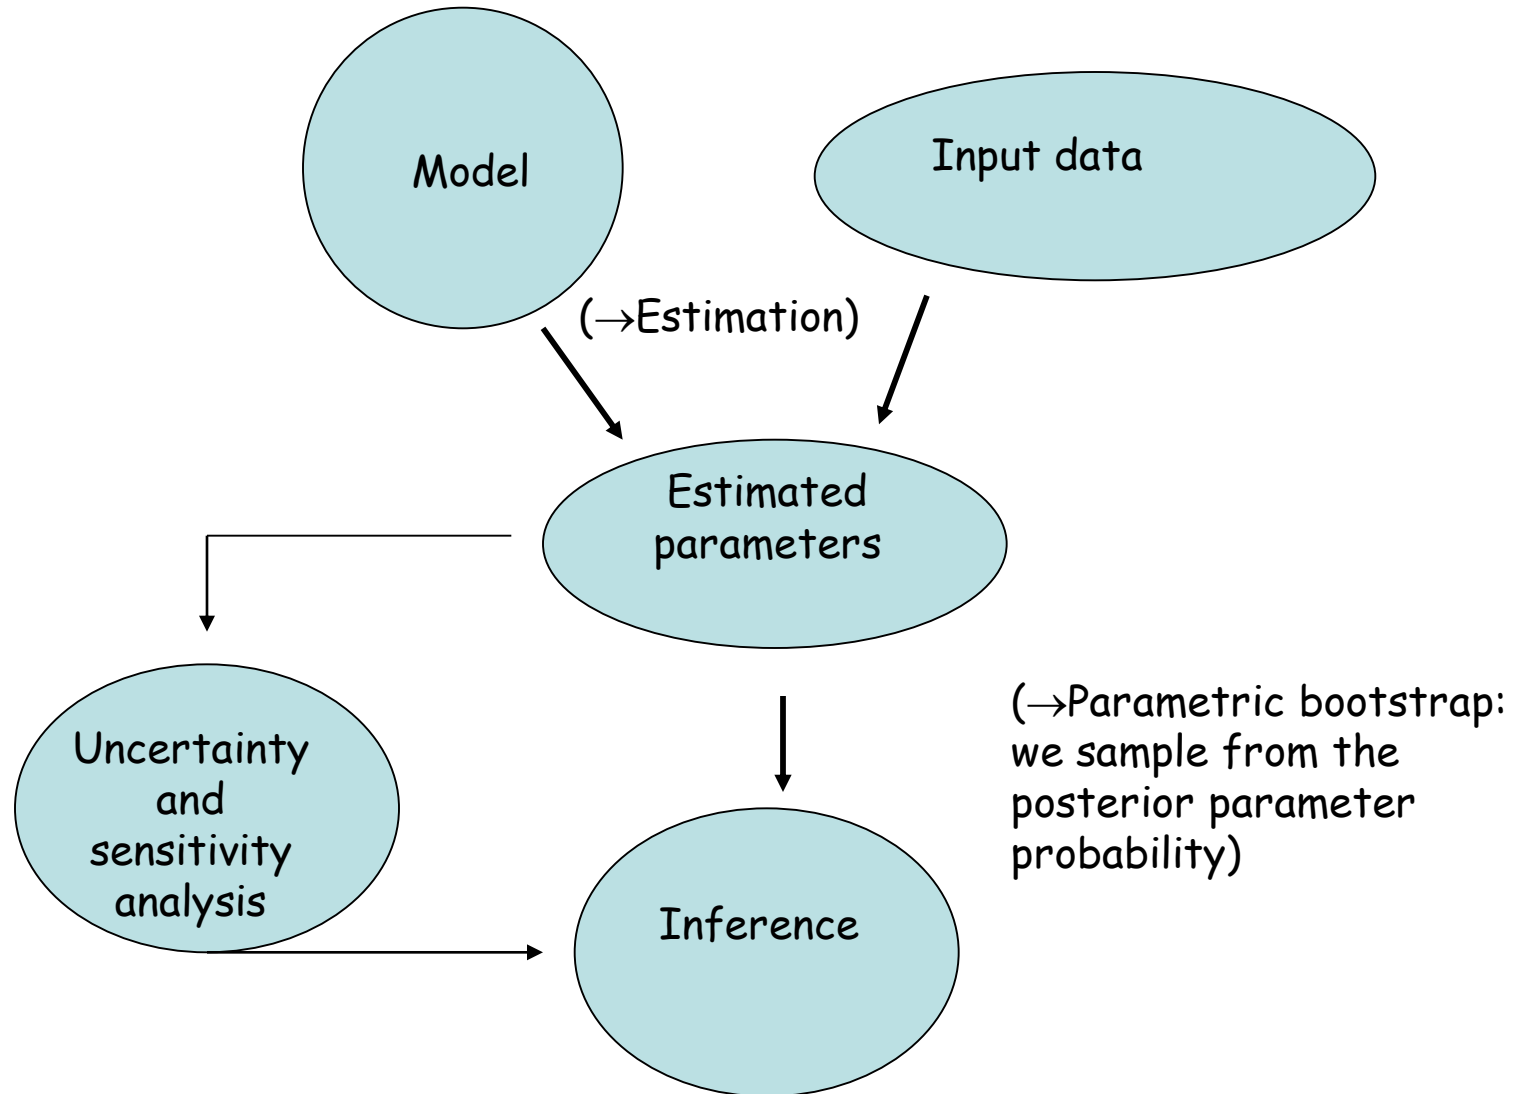 Model
Input data
(→Estimation)
Estimated
parameters
Uncertainty
and
sensitivity
analysis
(→Parametric bootstrap:
we sample from the
posterior parameter
probability)
Inference